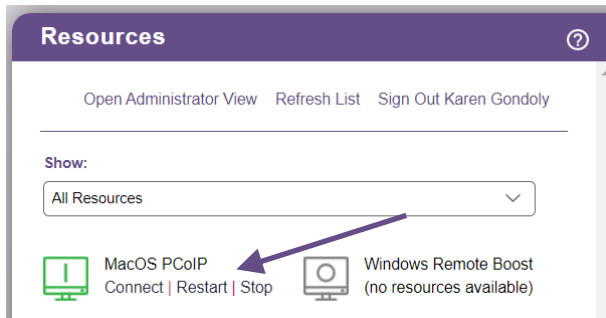 Resources
Open Administrator View Refresh List Sign Out Karen Gondoly
Show:
All Resources
MacOS PCoIP
Connect | Restart | Stop
Windows Remote Boost
(no resources available)